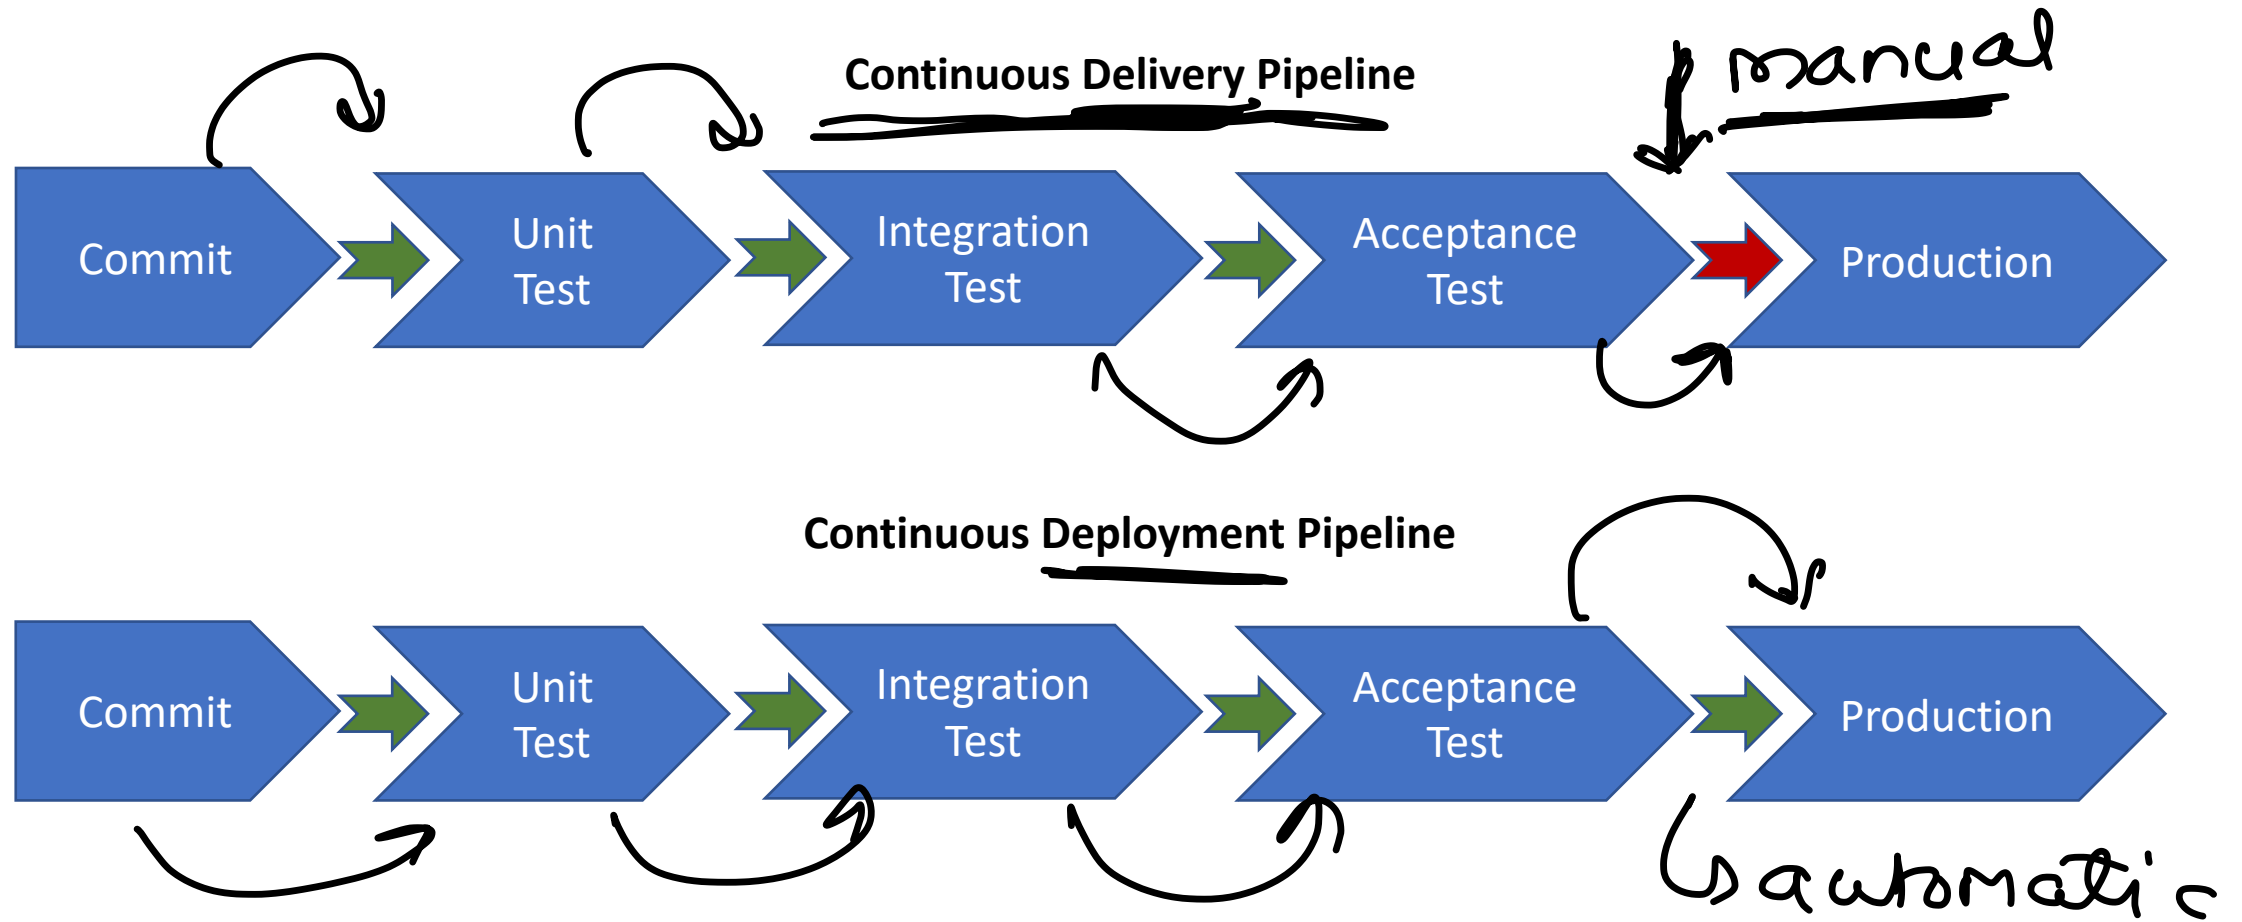 Continuous Delivery Pipeline
manual
Commit
Unit
Test
Integration
Test
Acceptance
Test
Production
Continuous Deployment Pipeline
Commit
Unit
Test
Integration
Test
Acceptance
Test
Production
automatic